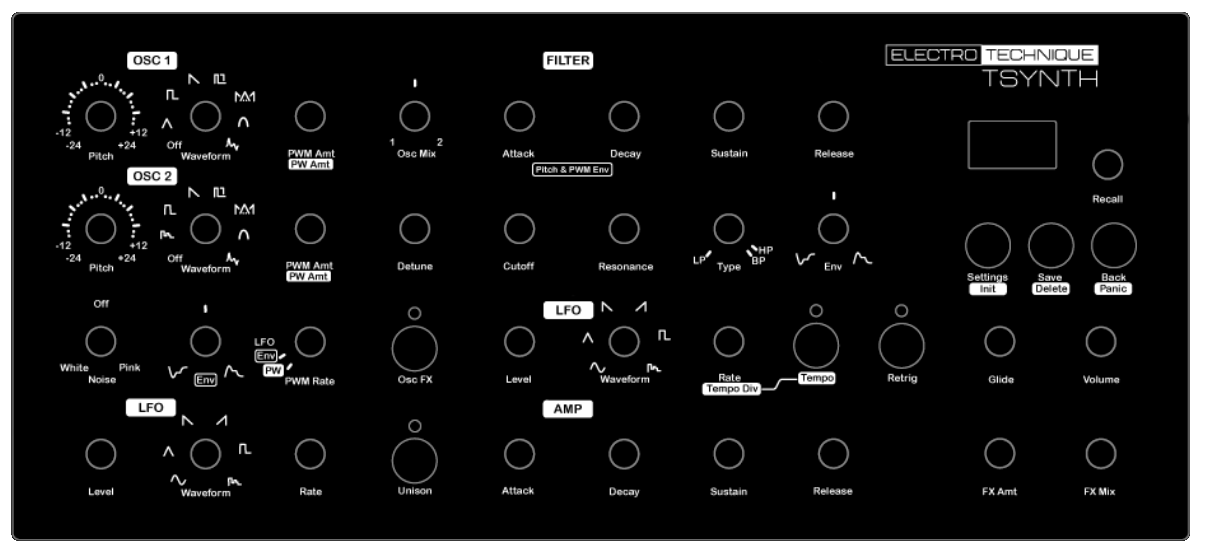 ELECTRO TECHNIQUE
TSYNTH
OSC 1
FILTER
0
-12 +12
-24 +24
Pitch
Off
Waveform
PWM Amt
PW Amt
1 2
Osc Mix
Attack
Decay
Pitch & PWM Env
Sustain
Release
Recall
OSC 2
0
-12 +12
-24 +24
Pitch
Off
Waveform
PWM Amt
PW Amt
Detune
Cutoff
Resonance
LP HP
BP
Type
Env
Settings
Init
Save
Delete
Back
Panic
Off
White Pink
Noise
Env
LFO
Env
PW
PWM Rate
Osc FX
Level
LFO
Waveform
Rate
Tempo Div
Tempo
Retrig
Glide
Volume
LFO
AMP
Level
Waveform
Rate
Unison
Attack
Decay
Sustain
Release
FX Amt
FX Mix